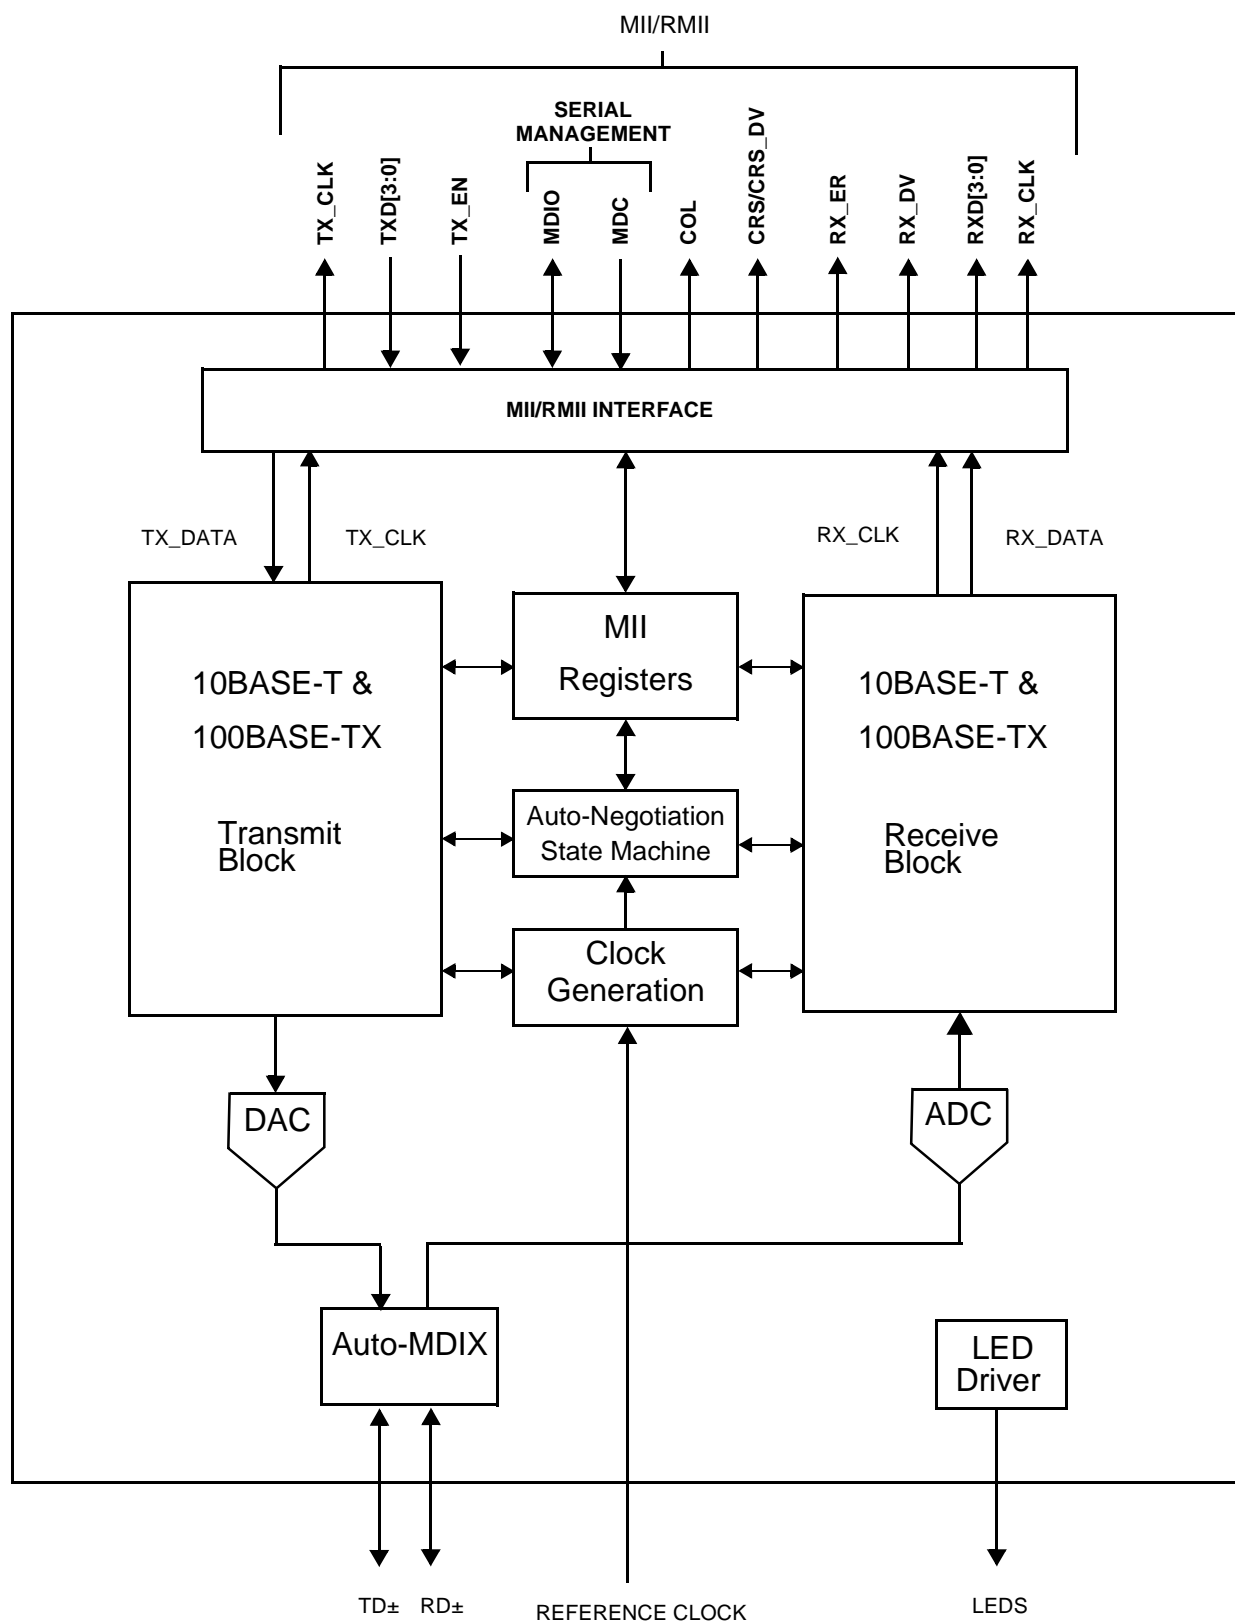 MII/RMII
SERIAL
MANAGEMENT
TX_CLK
TXD[3:0]
TX_EN
MDIO
MDC
COL
CRS/CRS_DV
RX_ER
RX_DV
RXD[3:0]
RX_CLK
MII/RMII INTERFACE
TX_DATA
TX_CLK
RX_CLK
RX_DATA
10BASE-T &
100BASE-TX
Transmit
Block
MII
Registers
Auto-Negotiation
State Machine
Clock
Generation
10BASE-T &
100BASE-TX
Receive
Block
DAC
ADC
Auto-MDIX
LED
Driver
TD±
RD±
REFERENCE CLOCK
LEDS